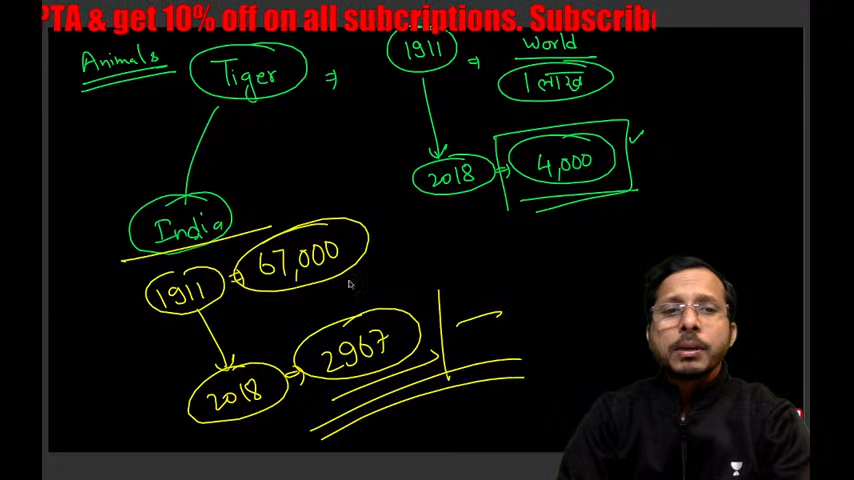 PTA & get 10% off on all subcriptions. Subscrib
Animals Tiger ⇒ 1911 ⇒ World
1 लाख
2018 ⇒ 4,000 ✓
India
1911 ⇒ 67,000
2018 ⇒ 2967